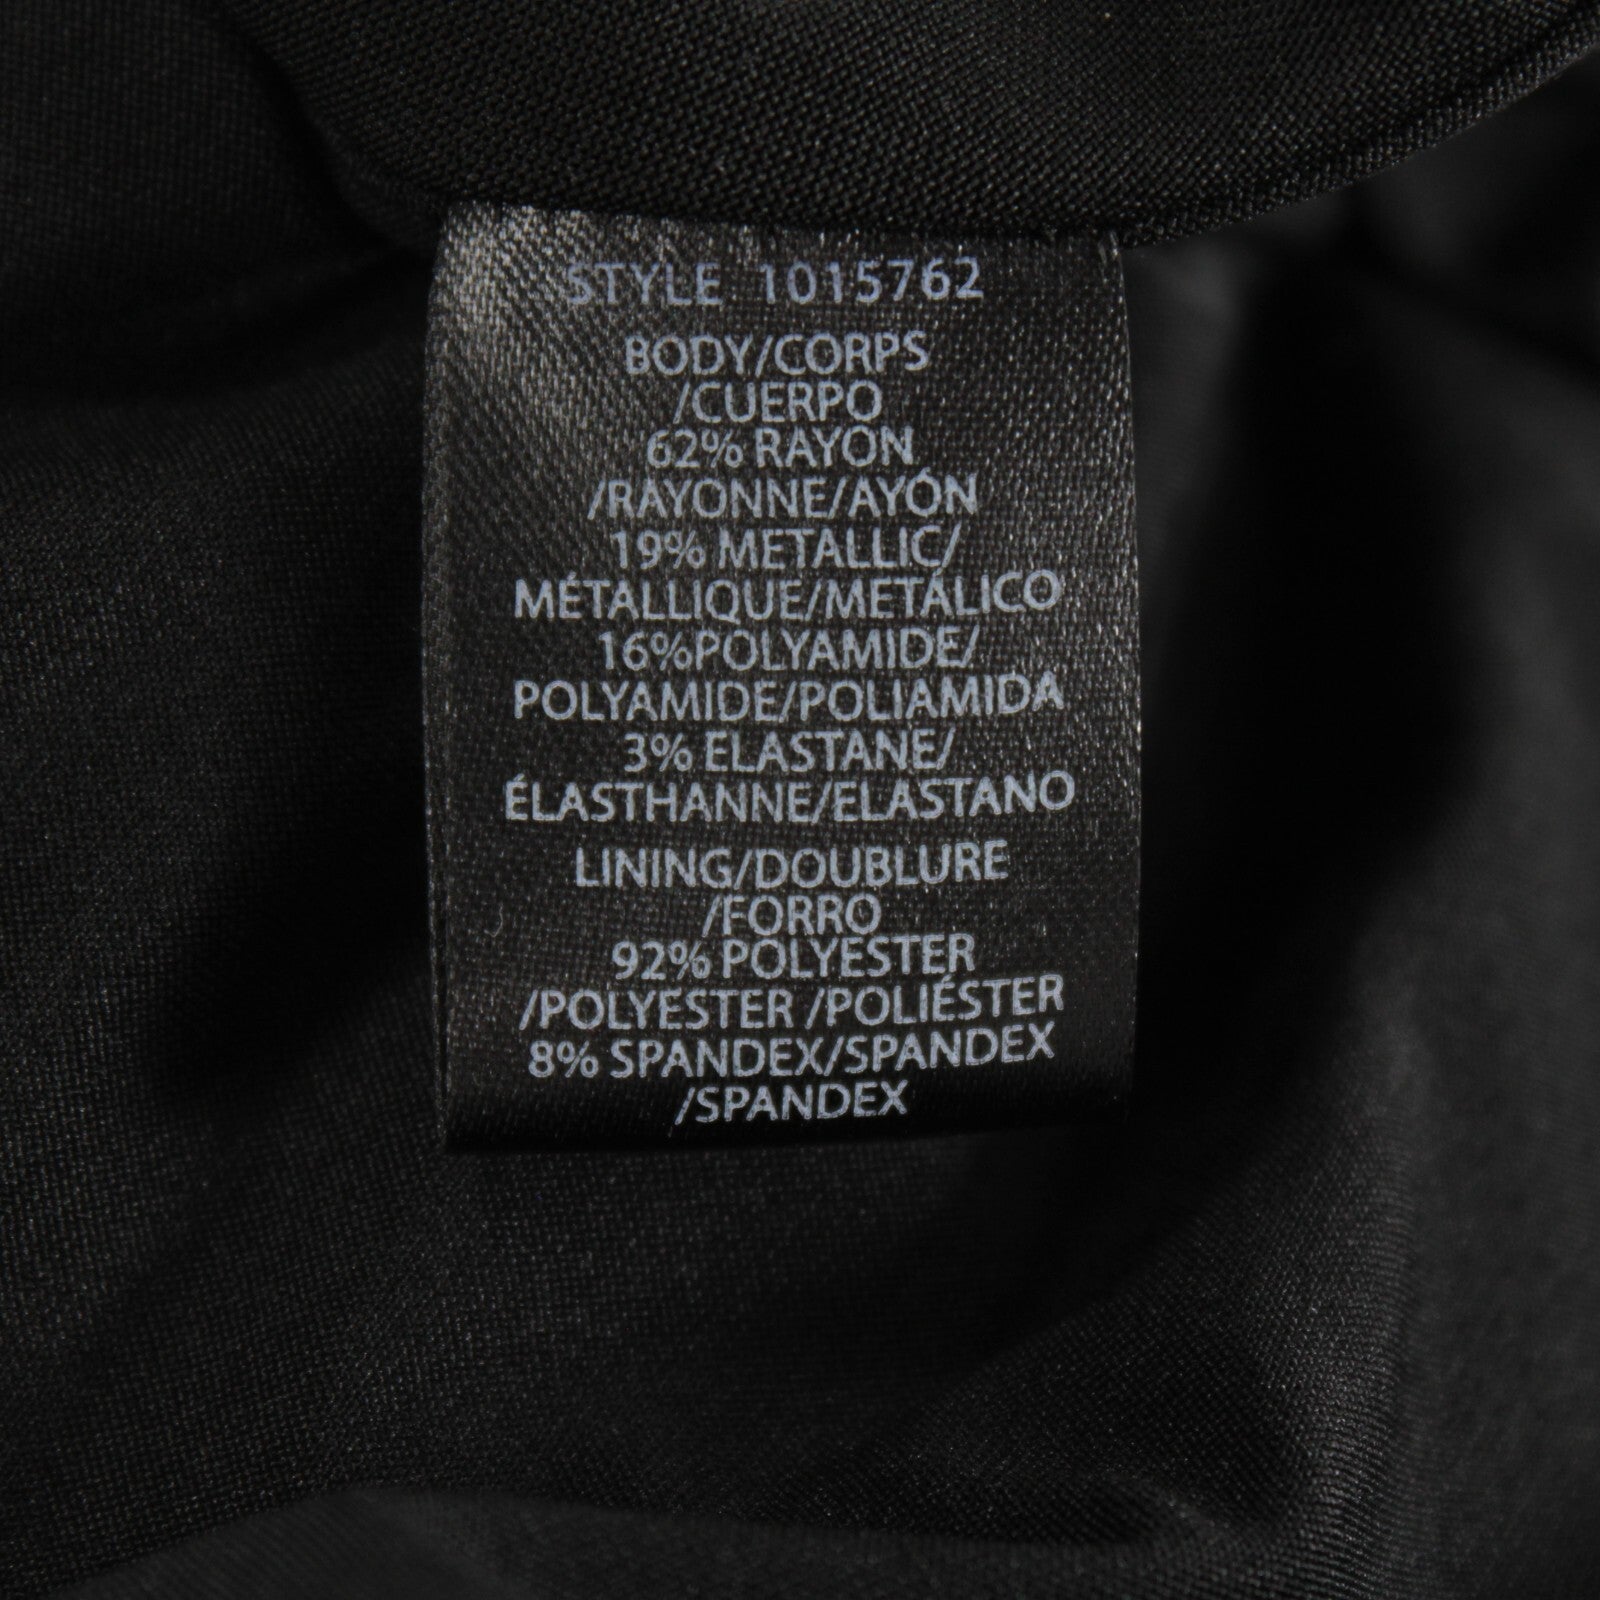 STYLE 1015762
BODY/CORPS
/CUERPO
62% RAYON
/RAYONNE/AYÓN
19% METALLIC/
MÉTALLIQUE/METÁLICO
16%POLYAMIDE/
POLYAMIDE/POLIAMIDA
3% ELASTANE/
ÉLASTHANNE/ELASTANO
LINING/DOUBLURE
/FORRO
92% POLYESTER
/POLYESTER /POLIÉSTER
8% SPANDEX/SPANDEX
/SPANDEX